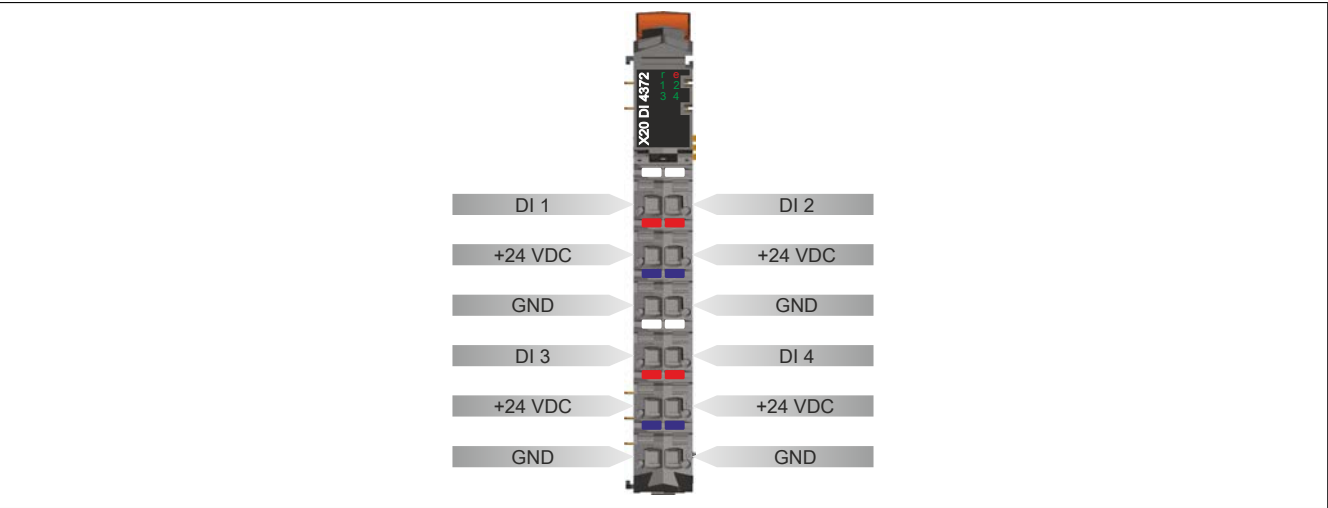 X20 DI 4372
r e
1 2
3 4
DI 1 DI 2
+24 VDC +24 VDC
GND GND
DI 3 DI 4
+24 VDC +24 VDC
GND GND